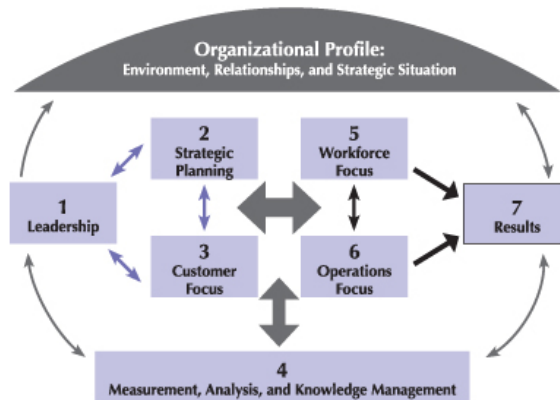 Organizational Profile:
Environment, Relationships, and Strategic Situation
2
Strategic
Planning
5
Workforce
Focus
1
Leadership
7
Results
3
Customer
Focus
6
Operations
Focus
4
Measurement, Analysis, and Knowledge Management